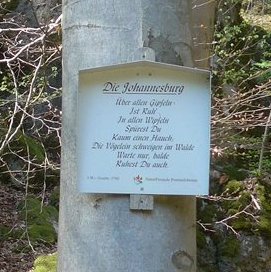 Die Johannesburg
Über allen Gipfeln
Ist Ruh'
In allen Wipfeln
Spürest Du
Kaum einen Hauch;
Die Vögelein schweigen im Walde
Warte nur, balde
Ruhest Du auch.